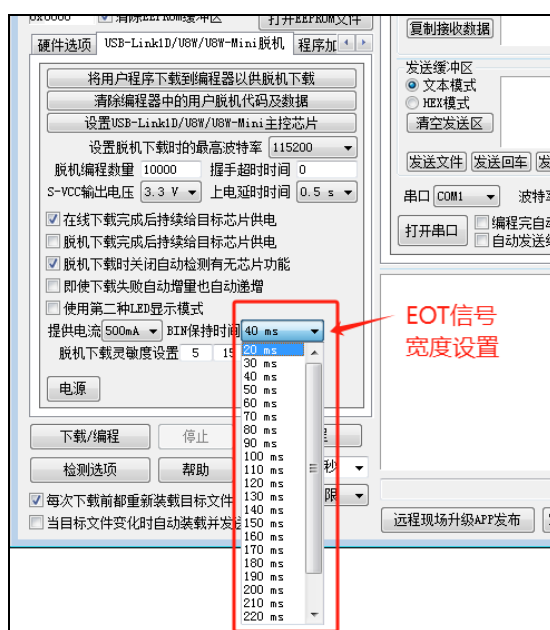 0x0000 清除EEPROM缓冲区 打开EEPROM文件
硬件选项 USB-Link1D/U8W/U8W-Mini脱机 程序加
将用户程序下载到编程器以供脱机下载
清除编程器中的用户脱机代码及数据
设置USB-Link1D/U8W/U8W-Mini主控芯片
设置脱机下载时的最高波特率 115200
脱机编程数量 10000 握手超时时间 0
S-VCC输出电压 3.3 V 上电延时时间 0.5 s
在线下载完成后持续给目标芯片供电
脱机下载完成后持续给目标芯片供电
脱机下载时关闭自动检测有无芯片功能
即使下载失败自动增量也自动递增
使用第二种LED显示模式
提供电流 500mA BIN保持时间 40 ms
脱机下载灵敏度设置 5 15
电源
20 ms
30 ms
40 ms
50 ms
60 ms
70 ms
80 ms
90 ms
100 ms
110 ms
120 ms
130 ms
140 ms
150 ms
160 ms
170 ms
180 ms
190 ms
200 ms
210 ms
220 ms
下载/编程 停止
检测选项 帮助 秒
每次下载前都重新装载目标文件 限
当目标文件变化时自动装载并发送
复制接收数据
发送缓冲区
文本模式
HEX模式
清空发送区
发送文件 发送回车 发
串口 COM1 波特率
打开串口 编程完自动
自动发送结
EOT信号
宽度设置
远程现场升级APP发布